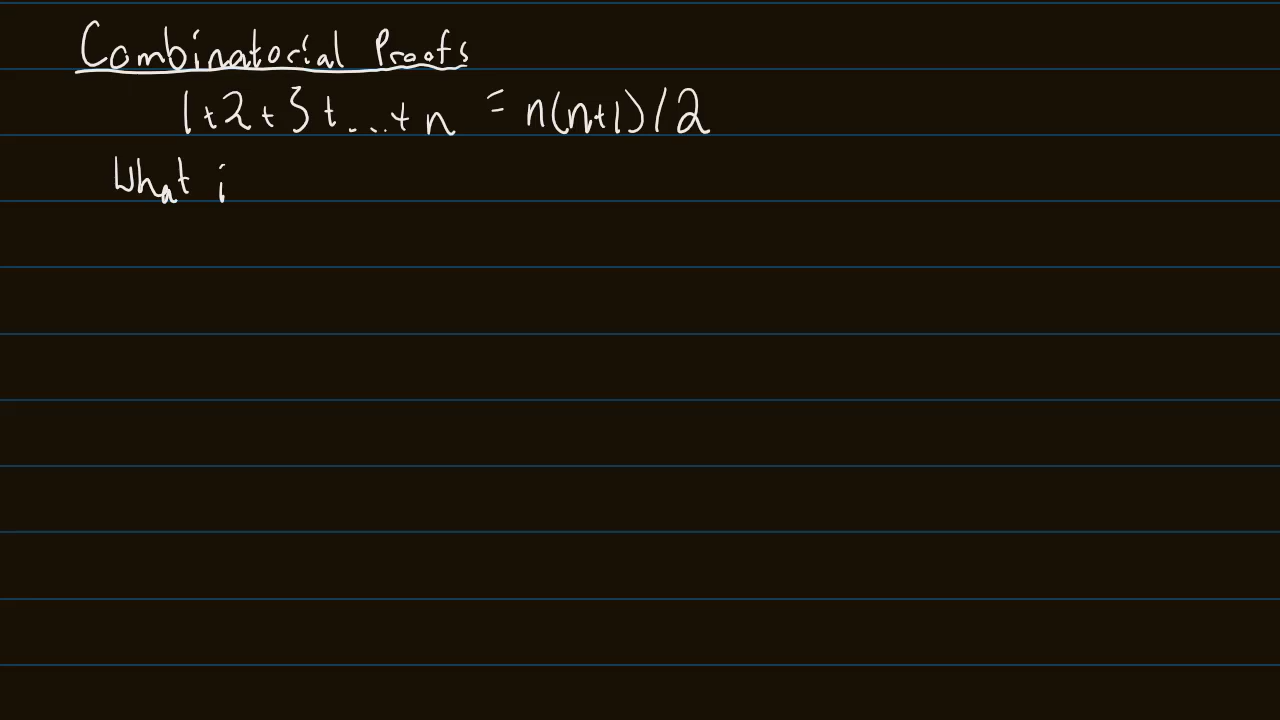 Combinatorial Proofs
1+2+3+...+n = n(n+1)/2
What i